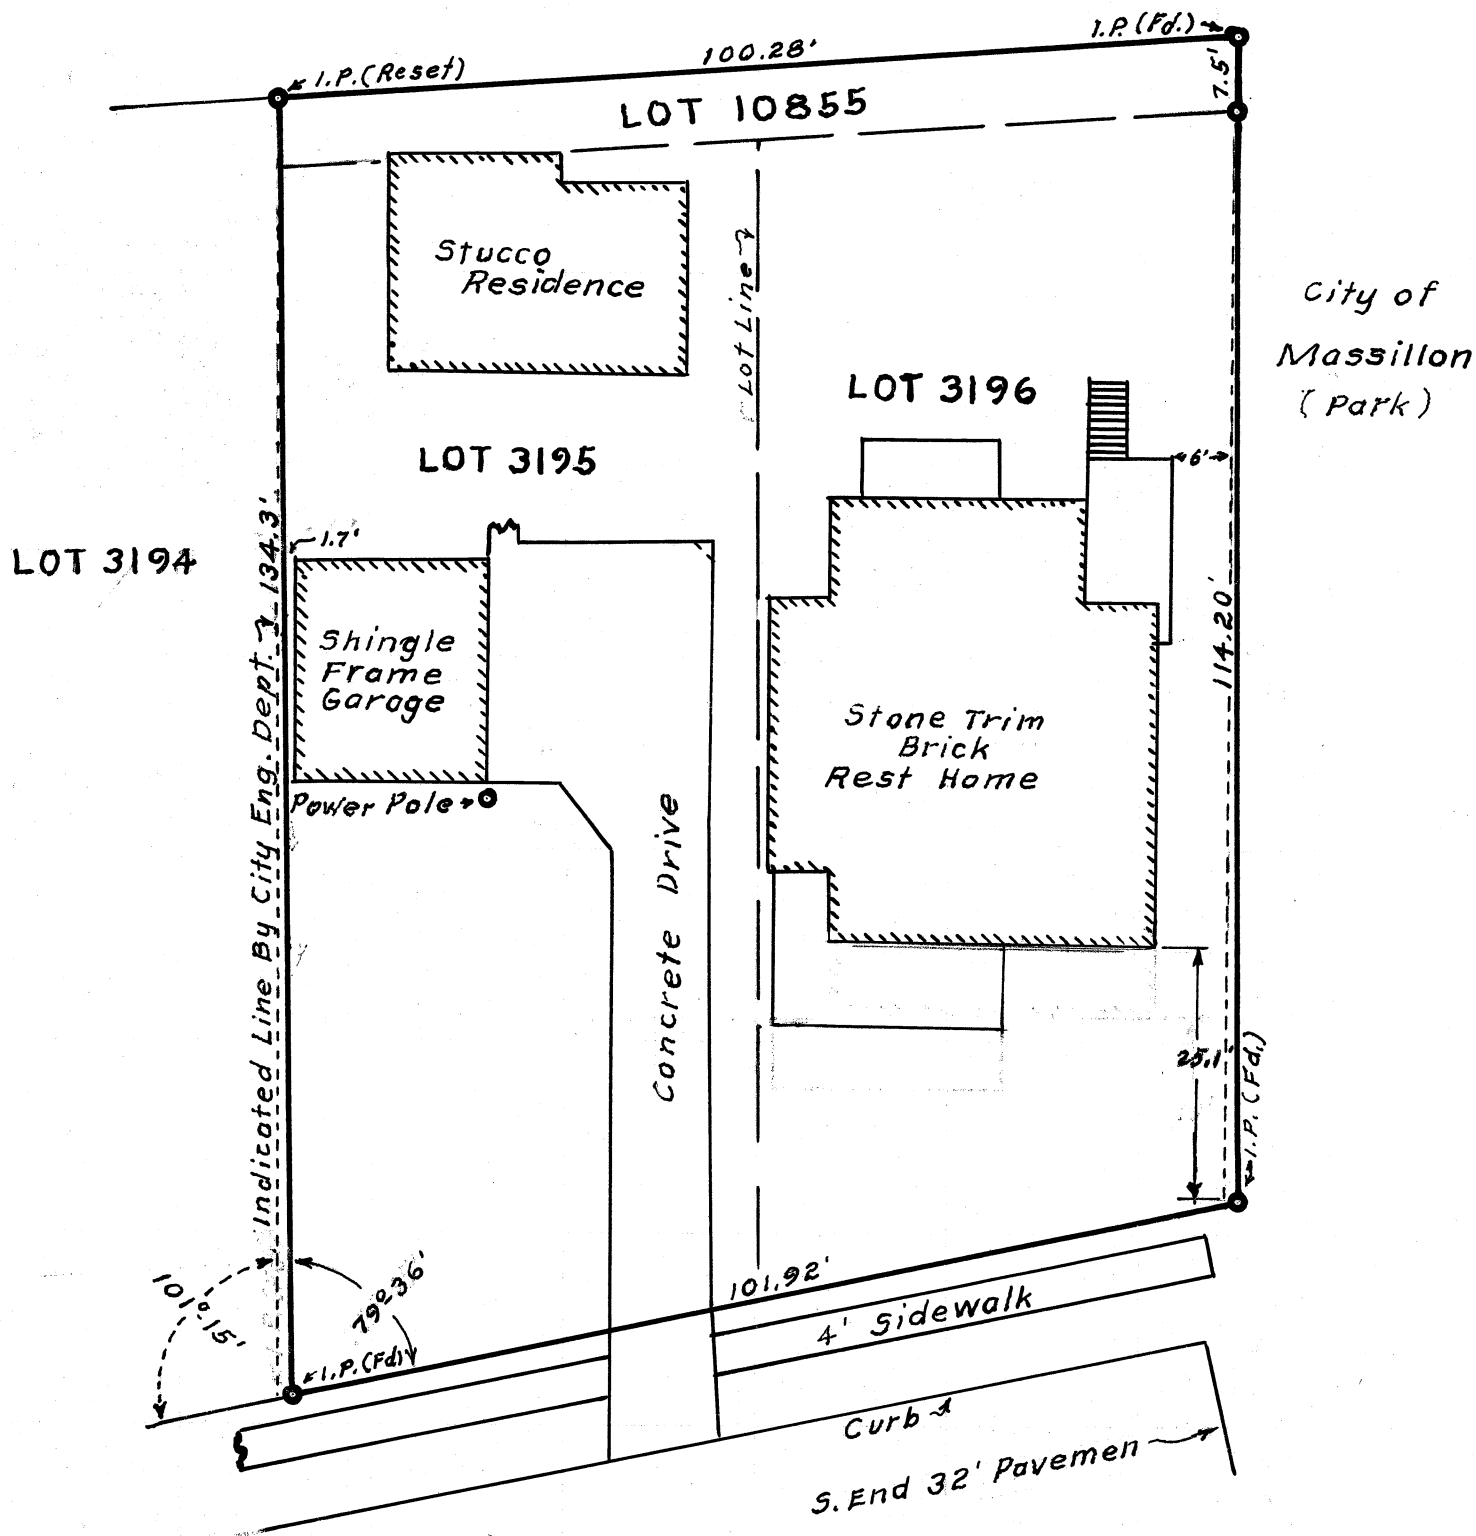 I.P. (Fd.)
100.28'
I.P. (Reset)
7.5'
LOT 10855
Stucco
Residence
Lot Line
City of
Massillon
(Park)
LOT 3196
LOT 3195
6'
LOT 3194
1.7'
Indicated Line By City Eng. Dept. 134.3'
114.20'
Shingle
Frame
Garage
Stone Trim
Brick
Rest Home
Power Pole
Concrete Drive
25.1'
I.P. (Fd.)
101°15'
79°36'
101.92'
I.P. (Fd)
4' Sidewalk
Curb
S. End 32' Pavemen